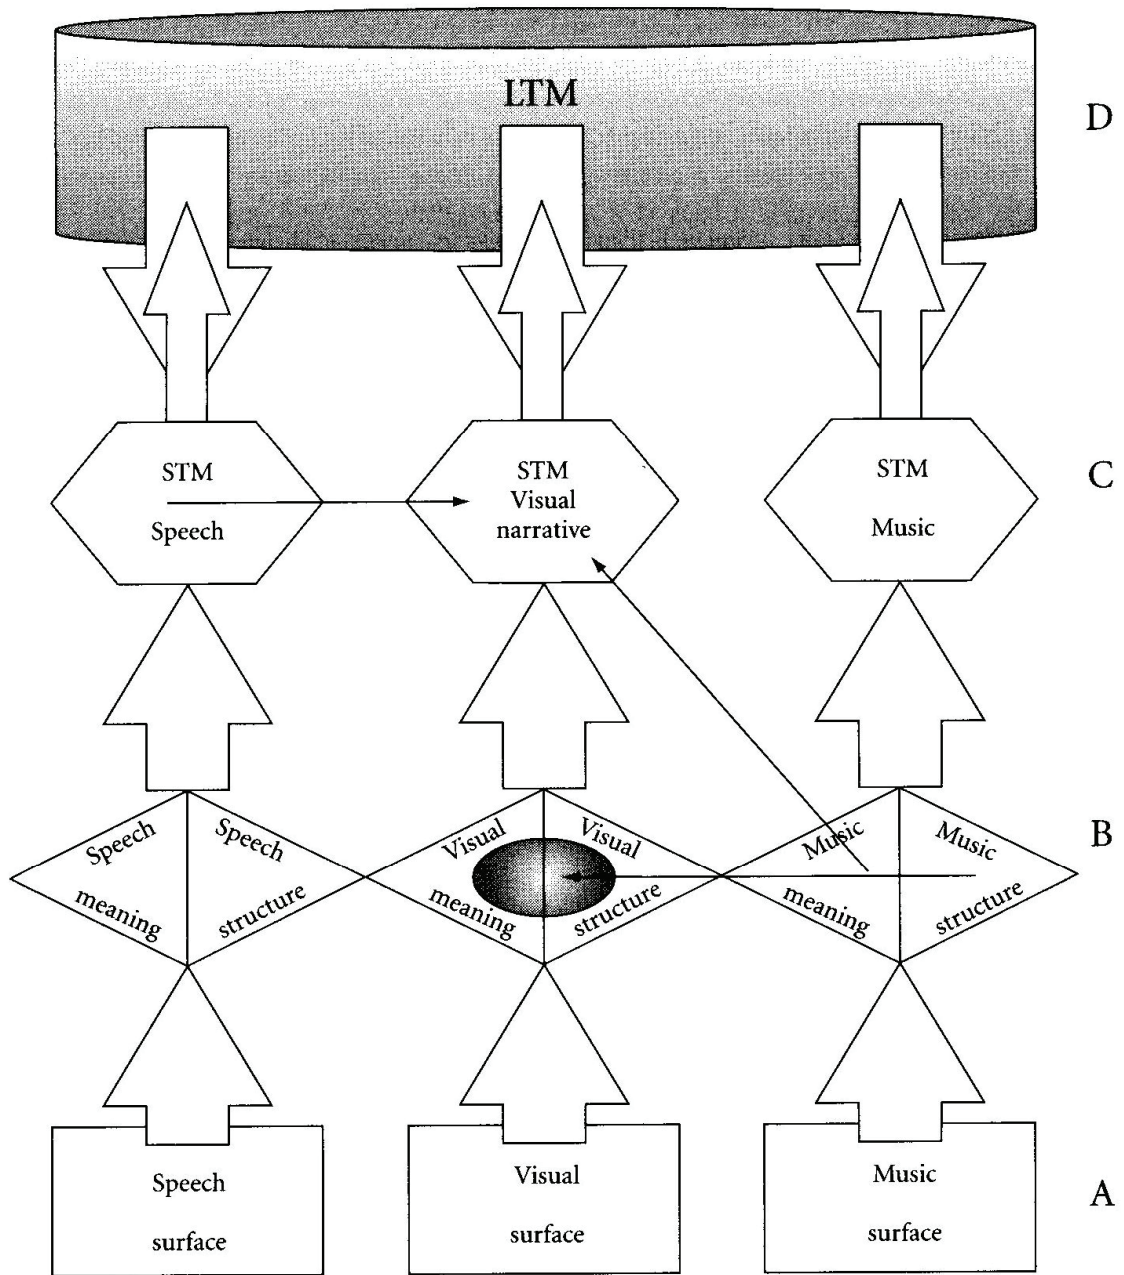 LTM
D
STM
Speech
STM
Visual
narrative
STM
Music
C
Speech
meaning
Speech
structure
Visual
meaning
Visual
structure
Music
meaning
Music
structure
B
Speech
surface
Visual
surface
Music
surface
A